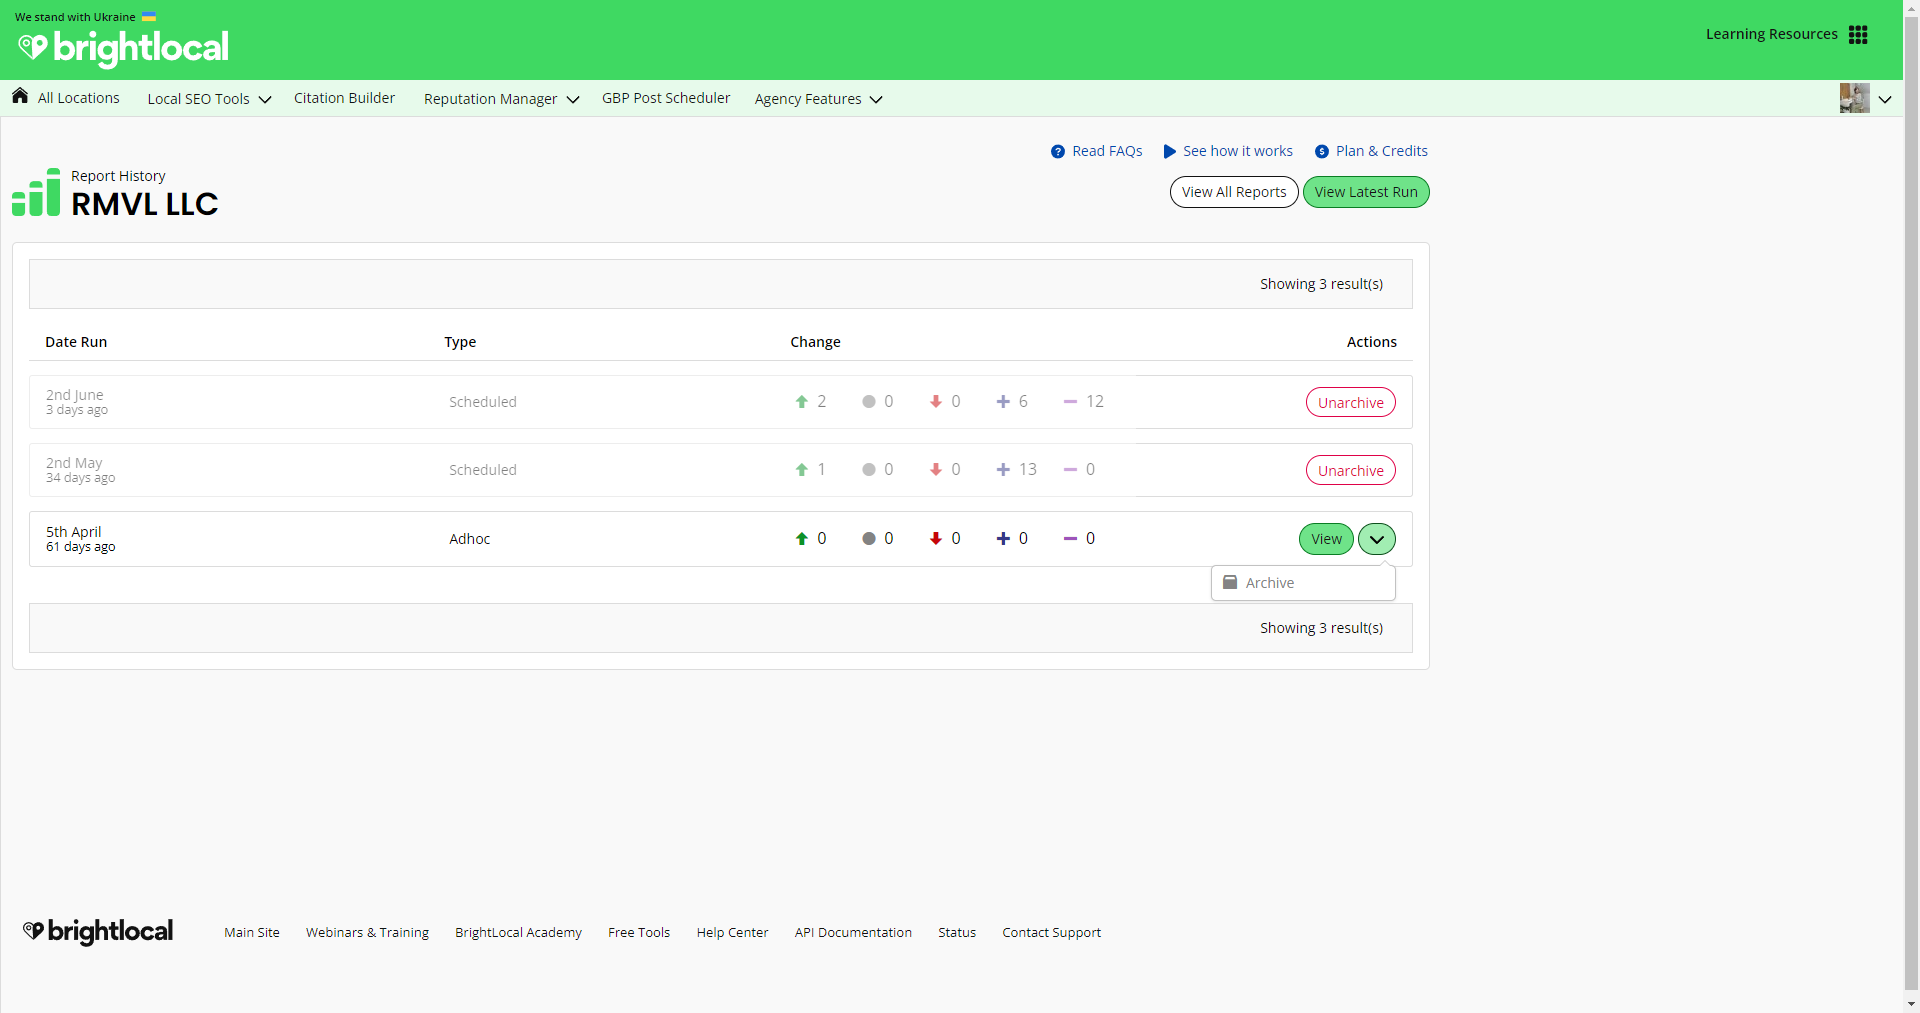 We stand with Ukraine
brightlocal
Learning Resources
All Locations
Local SEO Tools
Citation Builder
Reputation Manager
GBP Post Scheduler
Agency Features
Read FAQs
See how it works
Plan & Credits
Report History
RMVL LLC
View All Reports
View Latest Run
Showing 3 result(s)
Date Run
Type
Change
Actions
2nd June
3 days ago
Scheduled
2
0
0
6
12
Unarchive
2nd May
34 days ago
Scheduled
1
0
0
13
0
Unarchive
5th April
61 days ago
Adhoc
0
0
0
0
0
View
Archive
Showing 3 result(s)
brightlocal
Main Site
Webinars & Training
BrightLocal Academy
Free Tools
Help Center
API Documentation
Status
Contact Support